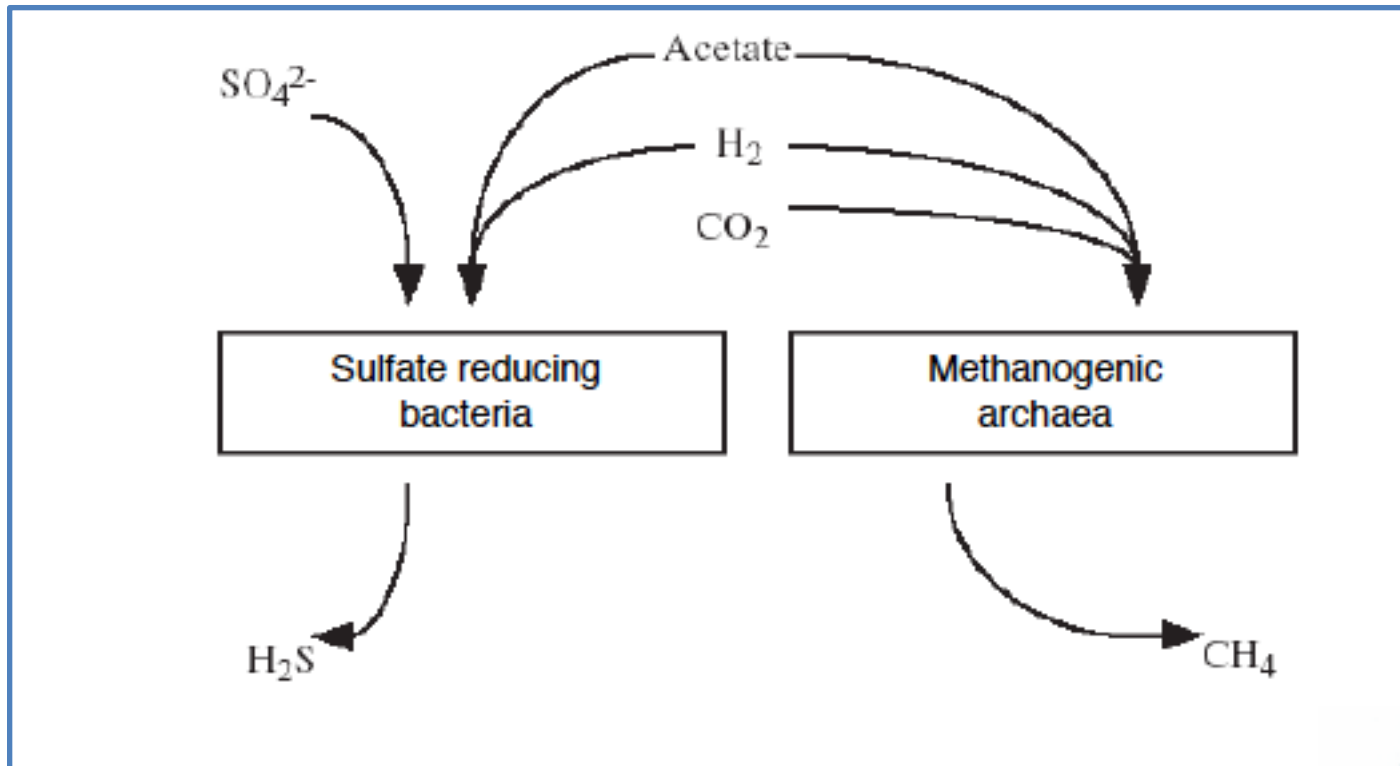 Acetate
SO₄²⁻
H₂
CO₂
Sulfate reducing
bacteria
Methanogenic
archaea
H₂S
CH₄